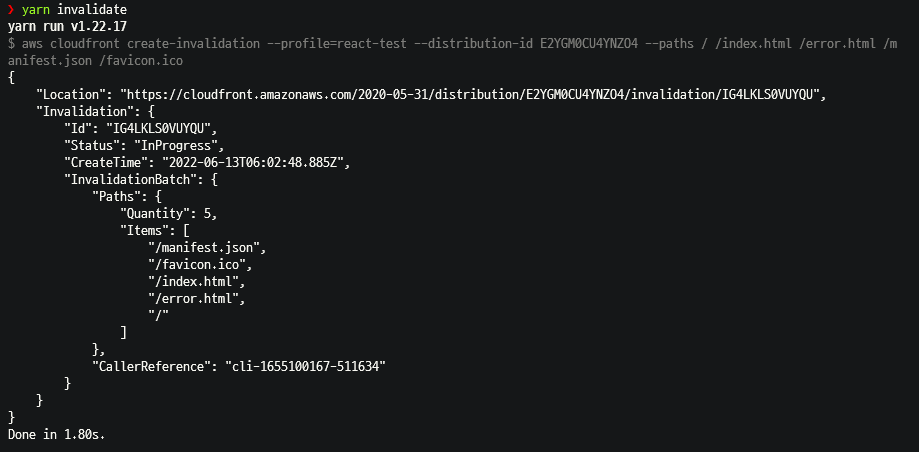 ❯ yarn invalidate
yarn run v1.22.17
$ aws cloudfront create-invalidation --profile=react-test --distribution-id E2YGM0CU4YNZO4 --paths / /index.html /error.html /m
anifest.json /favicon.ico
{
    "Location": "https://cloudfront.amazonaws.com/2020-05-31/distribution/E2YGM0CU4YNZO4/invalidation/IG4LKLS0VUYQU",
    "Invalidation": {
        "Id": "IG4LKLS0VUYQU",
        "Status": "InProgress",
        "CreateTime": "2022-06-13T06:02:48.885Z",
        "InvalidationBatch": {
            "Paths": {
                "Quantity": 5,
                "Items": [
                    "/manifest.json",
                    "/favicon.ico",
                    "/index.html",
                    "/error.html",
                    "/"
                ]
            },
            "CallerReference": "cli-1655100167-511634"
        }
    }
}
Done in 1.80s.